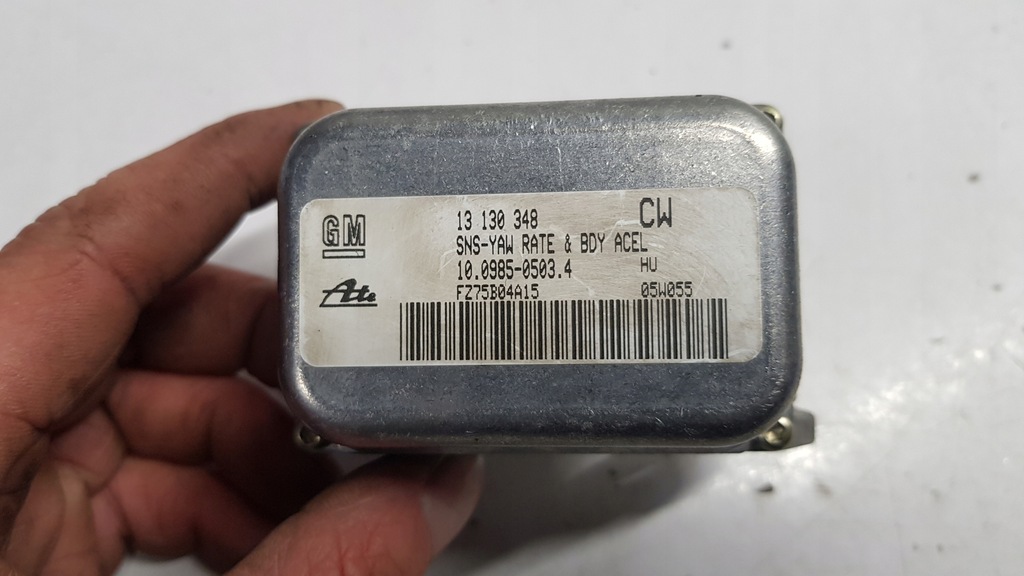 GM
13 130 348 CW
SNS-YAW RATE & BDY ACEL
10.0985-0503.4 HU
Ate
FZ75B04A15 05W055